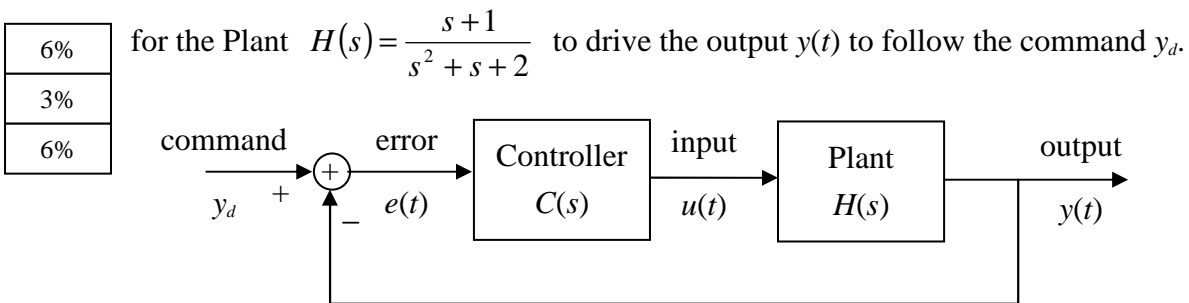 6%
3%
6%
for the Plant H(s) = (s+1)/(s² + s + 2) to drive the output y(t) to follow the command y_d.
command
error
Controller
C(s)
input
Plant
H(s)
output
+
+
−
y_d
e(t)
u(t)
y(t)